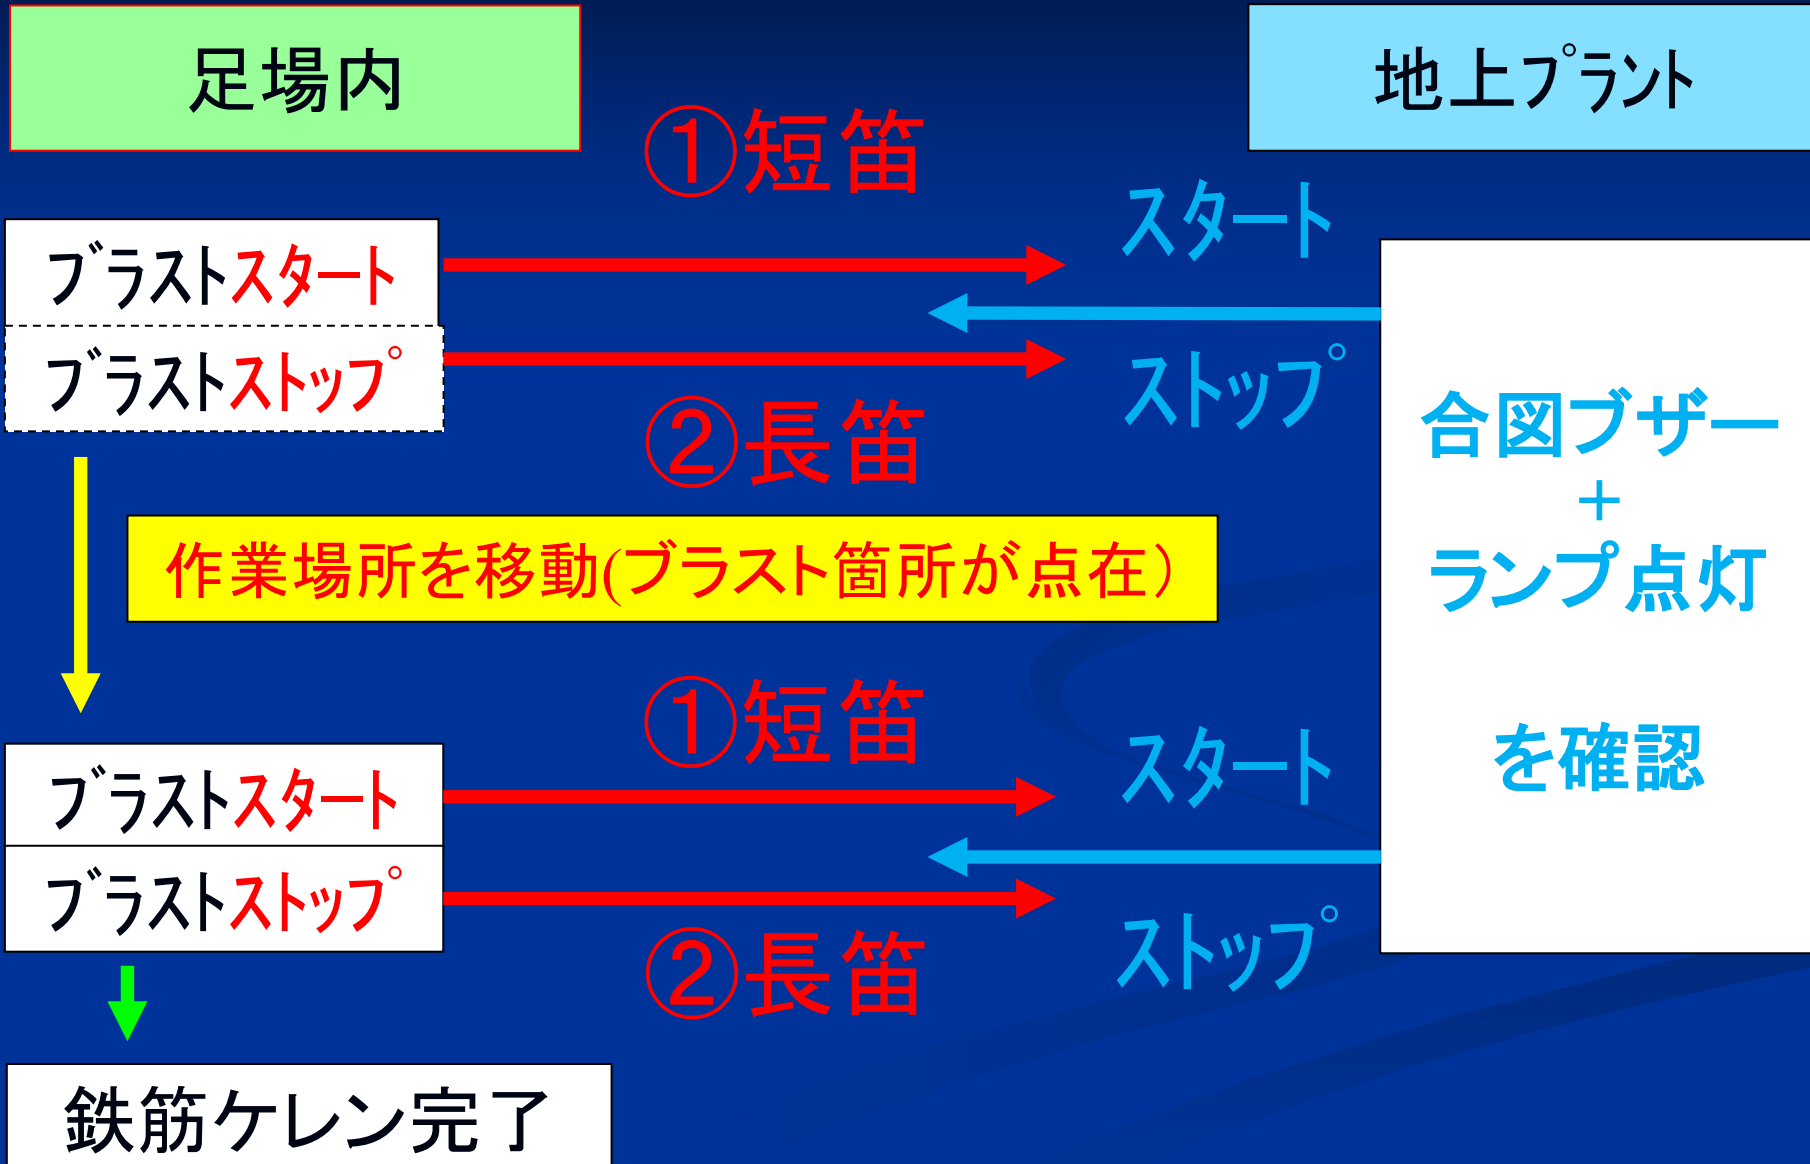 足場内
地上プラント
①短笛
スタート
ブラストスタート
ブラストストップ
ストップ
②長笛
合図ブザー
+
ランプ点灯
を確認
作業場所を移動(ブラスト箇所が点在）
①短笛
スタート
ブラストスタート
ブラストストップ
ストップ
②長笛
鉄筋ケレン完了